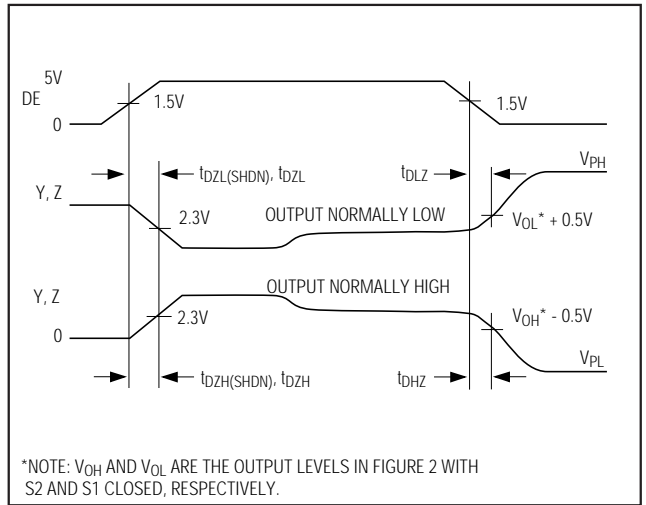 5V
DE
1.5V
1.5V
0
tDZL(SHDN), tDZL
tDLZ
VPH
Y, Z
2.3V
OUTPUT NORMALLY LOW
VOL* + 0.5V
Y, Z
OUTPUT NORMALLY HIGH
2.3V
VOH* - 0.5V
0
VPL
tDZH(SHDN), tDZH
tDHZ
*NOTE: VOH AND VOL ARE THE OUTPUT LEVELS IN FIGURE 2 WITH
S2 AND S1 CLOSED, RESPECTIVELY.